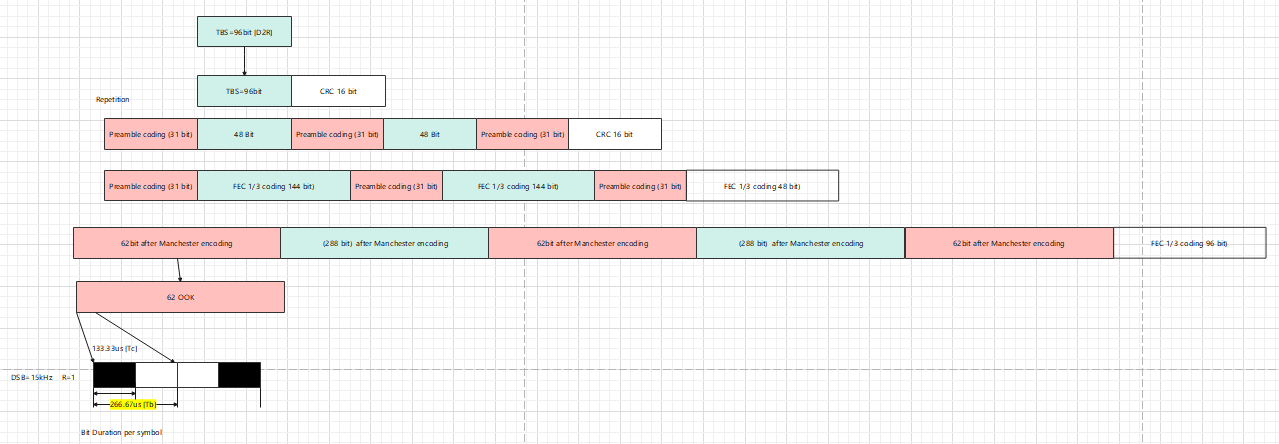 TBS=96bit [D2R]
TBS=96bit
CRC 16 bit
Repetition
Preamble coding (31 bit)
48 Bit
Preamble coding (31 bit)
48 Bit
Preamble coding (31 bit)
CRC 16 bit
Preamble coding (31 bit)
FEC 1/3 coding 144 bit)
Preamble coding (31 bit)
FEC 1/3 coding 144 bit)
Preamble coding (31 bit)
FEC 1/3 coding 48 bit)
62bit after Manchester encoding
(288 bit) after Manchester encoding
62bit after Manchester encoding
(288 bit) after Manchester encoding
62bit after Manchester encoding
FEC 1/3 coding 96 bit)
62 OOK
133.33us [Tc]
DSB=15kHz R=1
266.67us [Tb]
Bit Duration per symbol